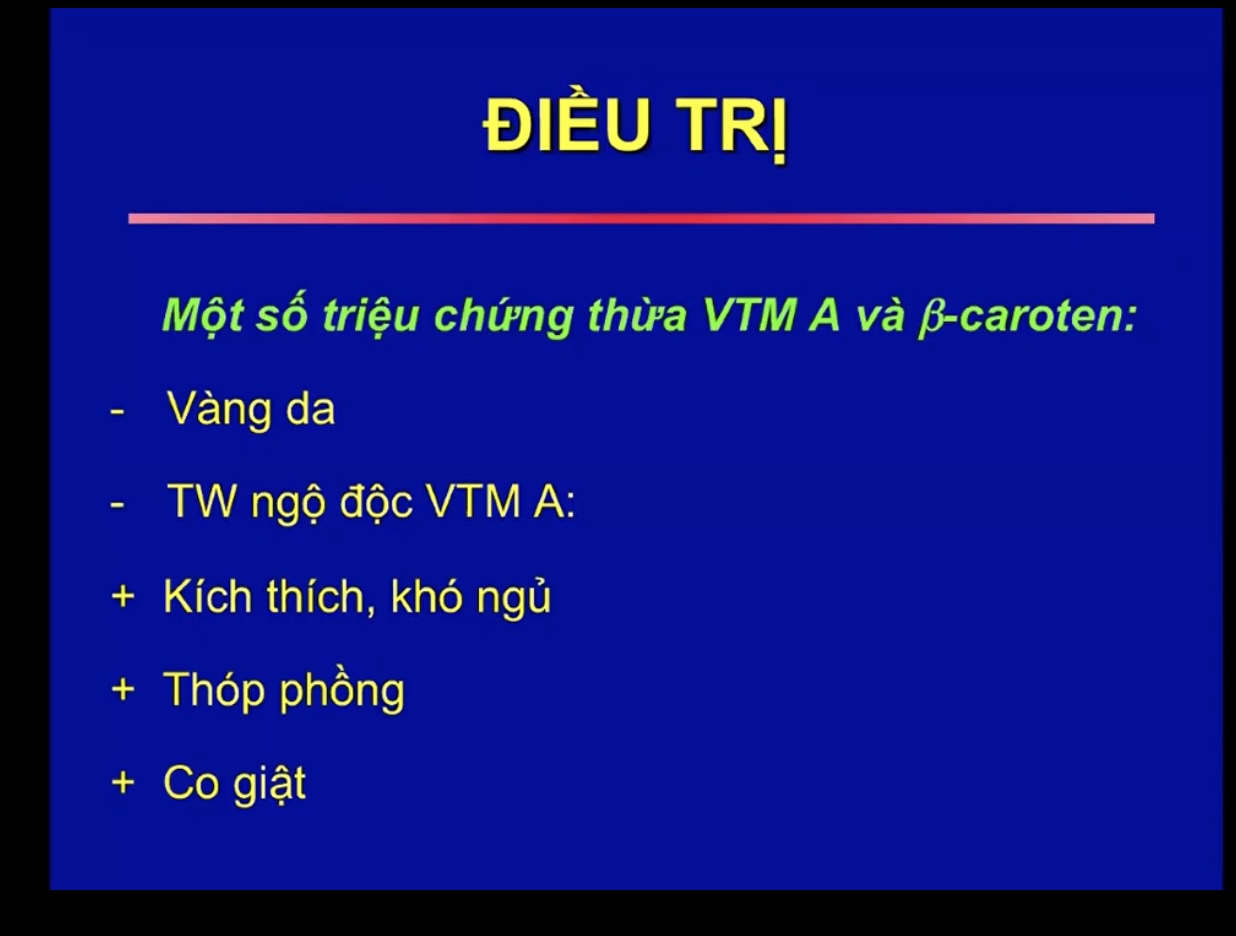 ĐIỀU TRỊ
Một số triệu chứng thừa VTM A và β-caroten:
- Vàng da
- TW ngộ độc VTM A:
+ Kích thích, khó ngủ
+ Thóp phồng
+ Co giật